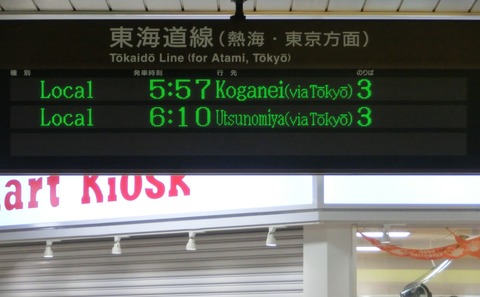 東海道線(熱海・東京方面)
Tōkaidō Line (for Atami, Tōkyō)
種別 発車時刻 行先 のりば
Local 5:57 Koganei(via Tōkyō) 3
Local 6:10 Utsunomiya(via Tōkyō) 3
art KIOSK